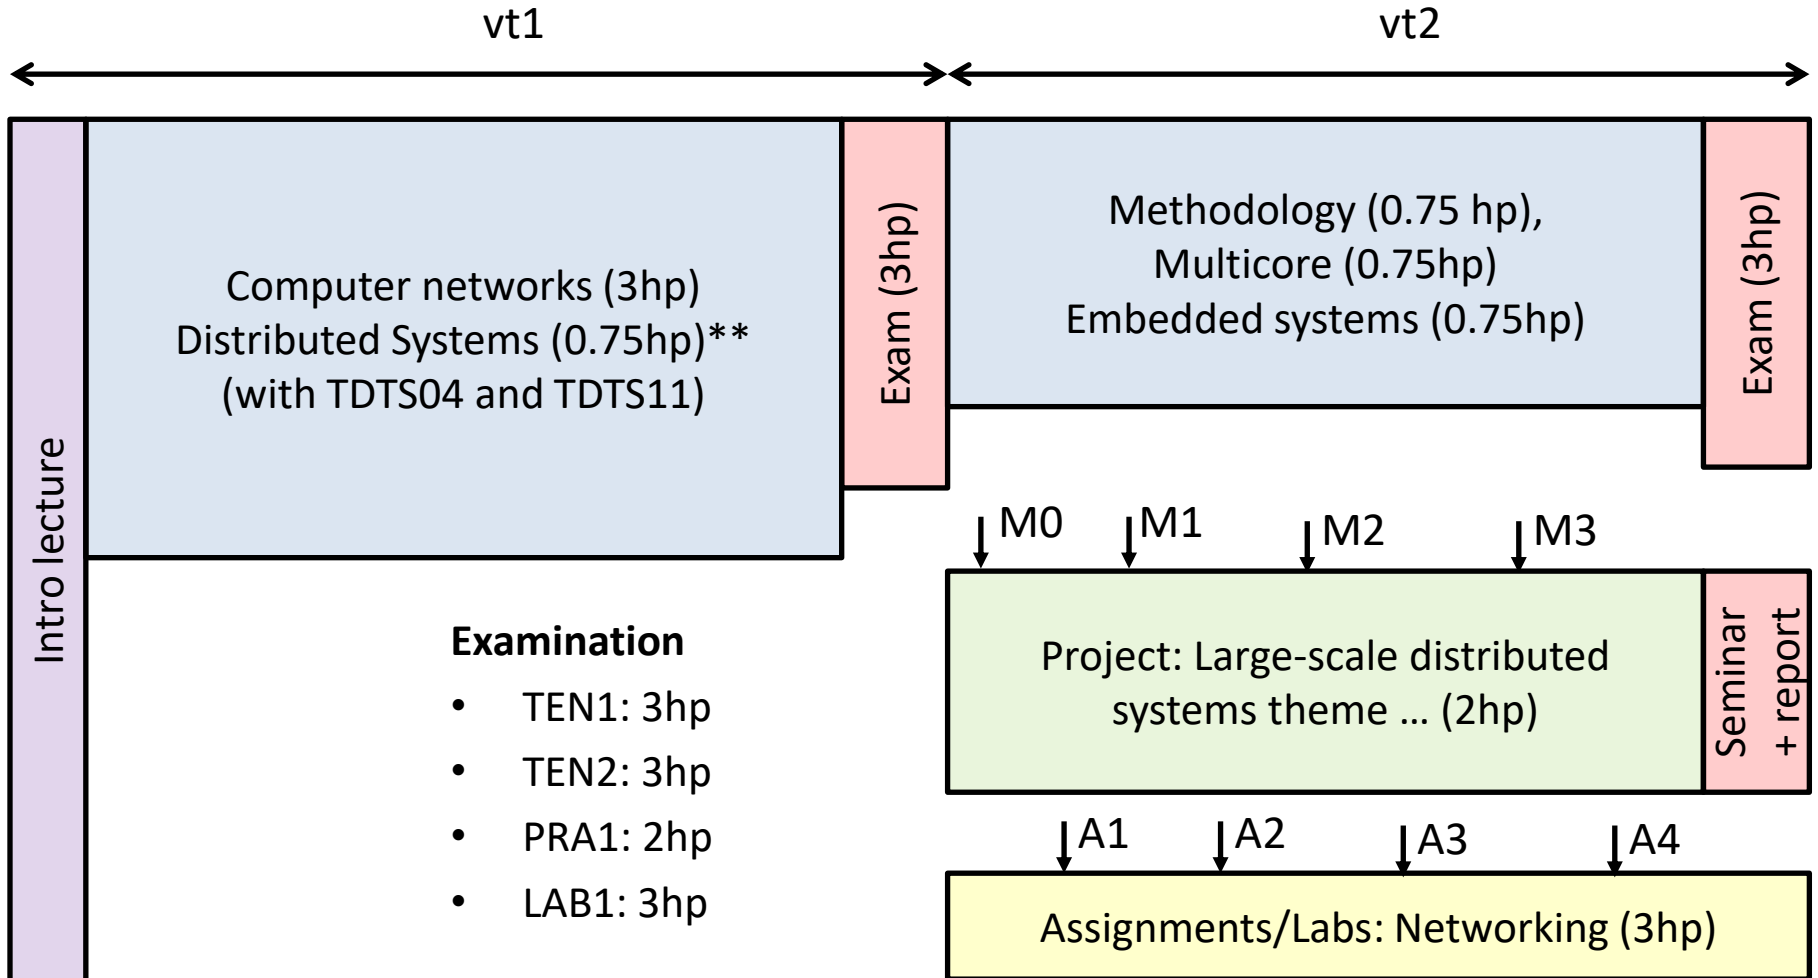 vt1
vt2
Intro lecture
Computer networks (3hp)
Distributed Systems (0.75hp)**
(with TDTS04 and TDTS11)
Exam (3hp)
Methodology (0.75 hp),
Multicore (0.75hp)
Embedded systems (0.75hp)
Exam (3hp)
M0
M1
M2
M3
Project: Large-scale distributed
systems theme … (2hp)
Seminar
+ report
Examination
• TEN1: 3hp
• TEN2: 3hp
• PRA1: 2hp
• LAB1: 3hp
A1
A2
A3
A4
Assignments/Labs: Networking (3hp)